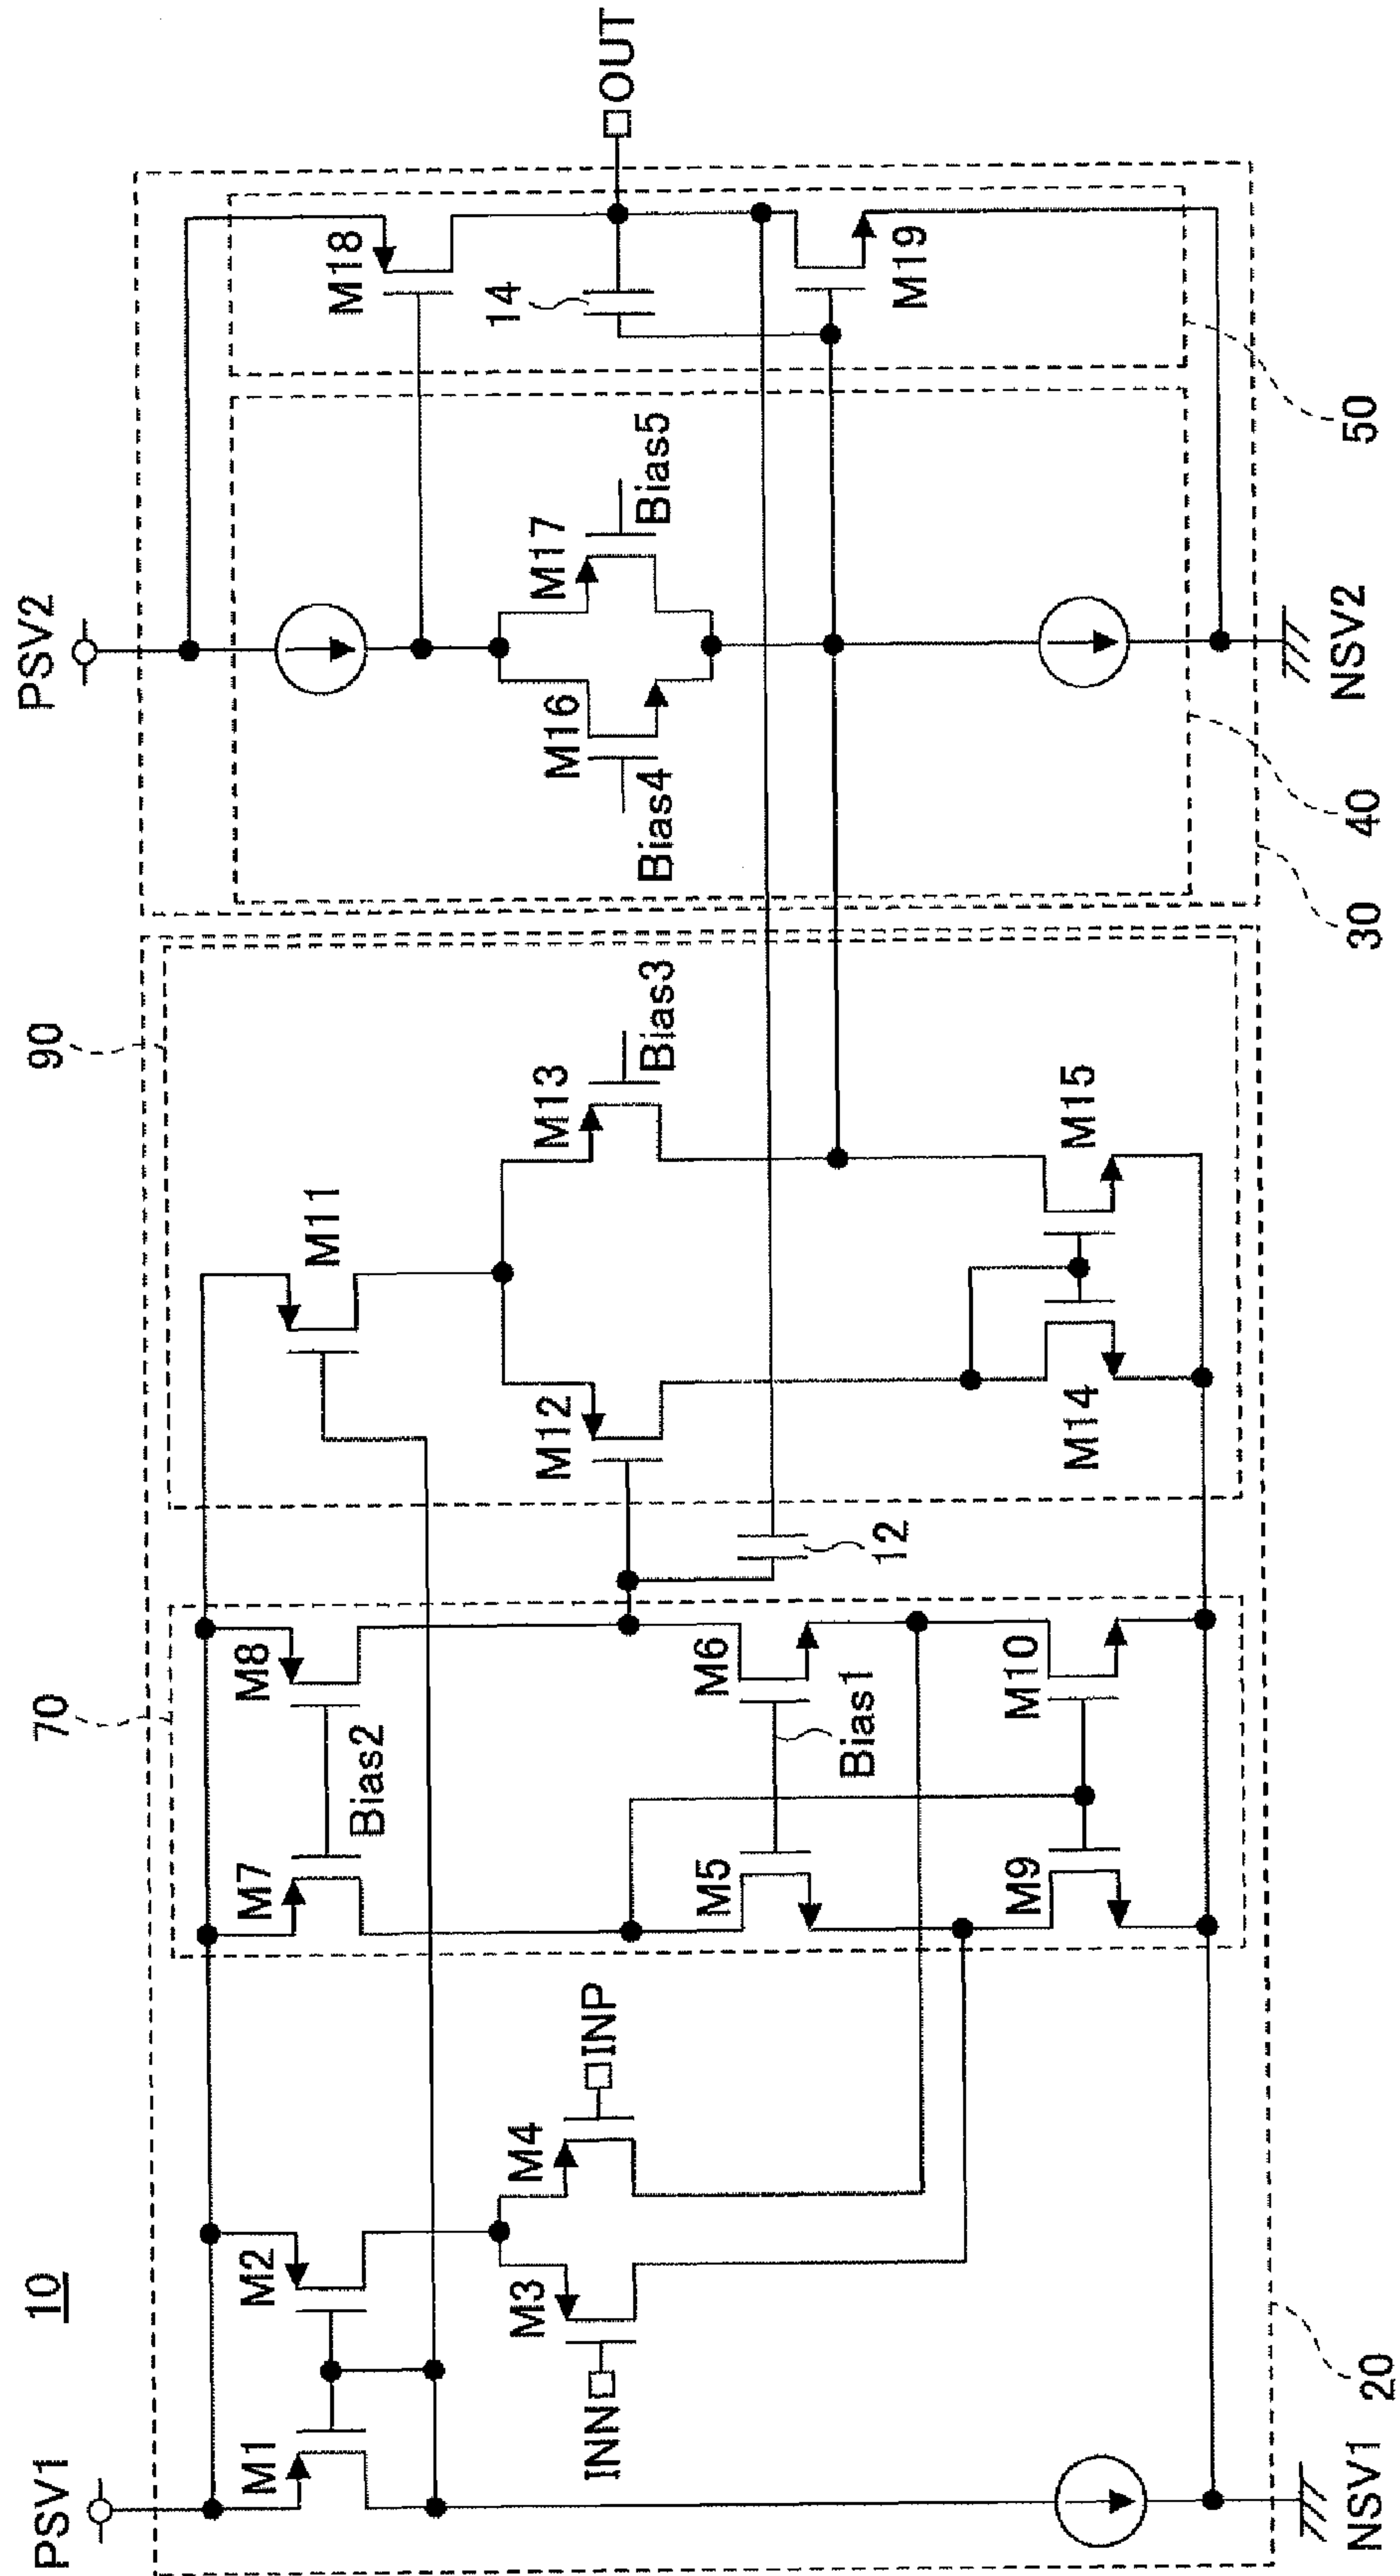 10
PSV1
PSV2
70
90
M1
M2
M7
M8
M11
M18
Bias2
INN
M3
M4
INP
M12
M13
Bias3
M16
M17
Bias4
Bias5
14
OUT
M5
M6
Bias1
12
M9
M10
M14
M15
M19
NSV1
NSV2
20
30
40
50